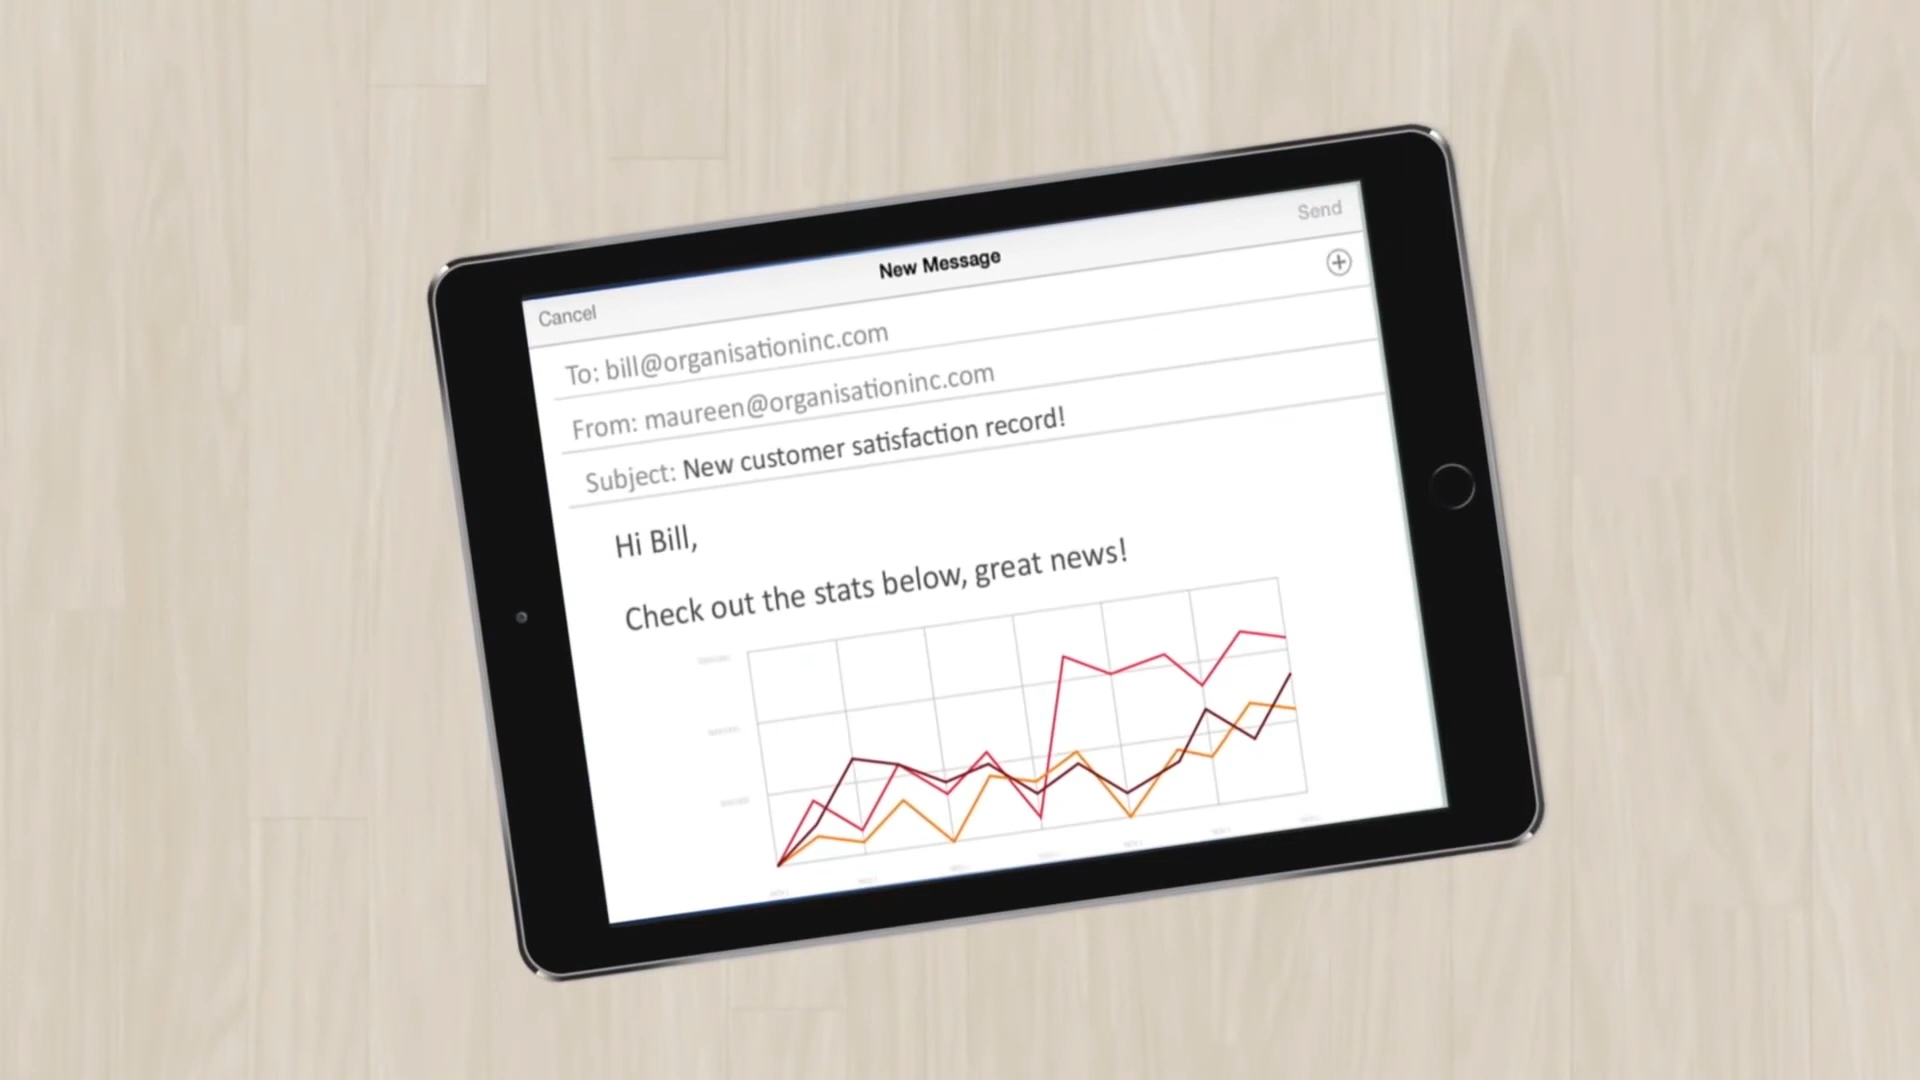 Cancel
New Message
Send
To: bill@organisationinc.com
From: maureen@organisationinc.com
Subject: New customer satisfaction record!
Hi Bill,
Check out the stats below, great news!